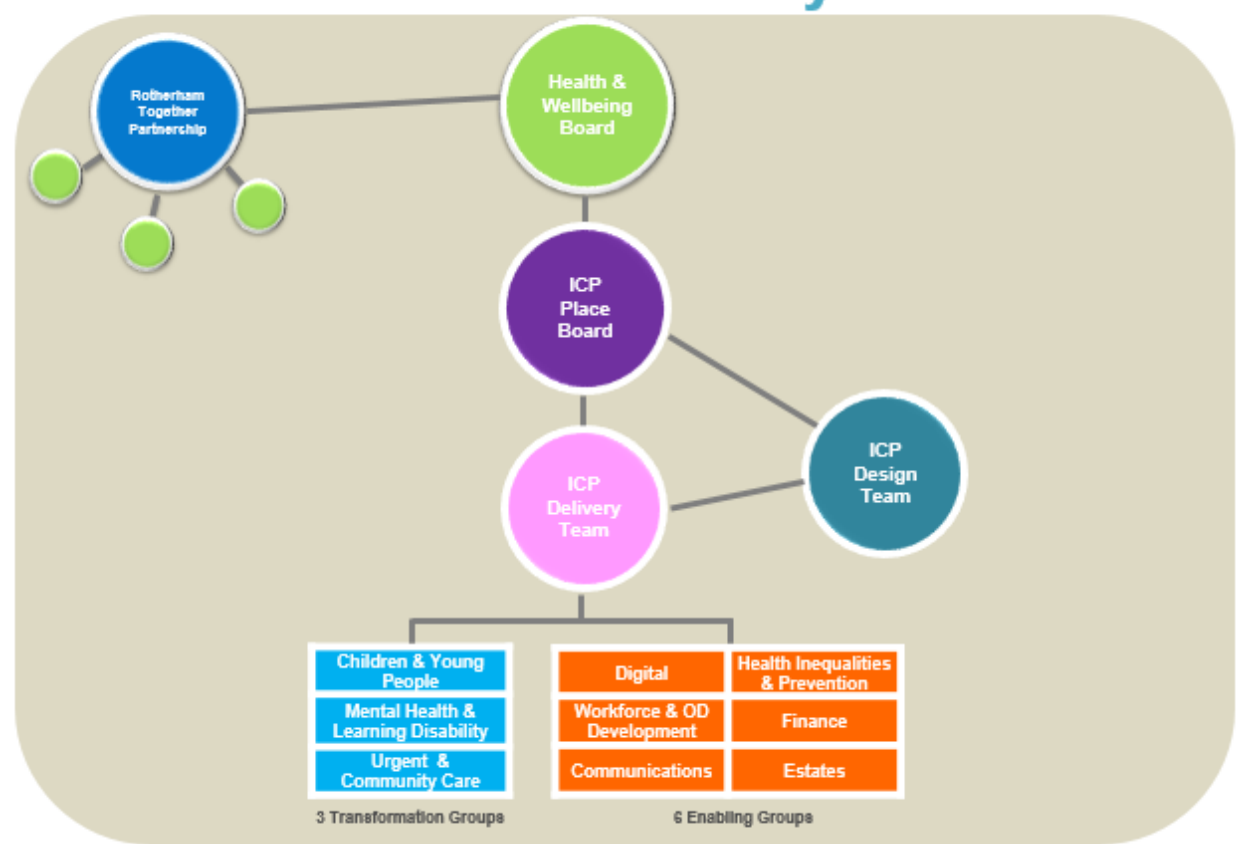 Rotherham
Together
Partnership
Health &
Wellbeing
Board
ICP
Place
Board
ICP
Design
Team
ICP
Delivery
Team
Children & Young
People
Mental Health &
Learning Disability
Urgent &
Community Care
3 Transformation Groups
Digital
Health Inequalities
& Prevention
Workforce & OD
Development
Finance
Communications
Estates
6 Enabling Groups